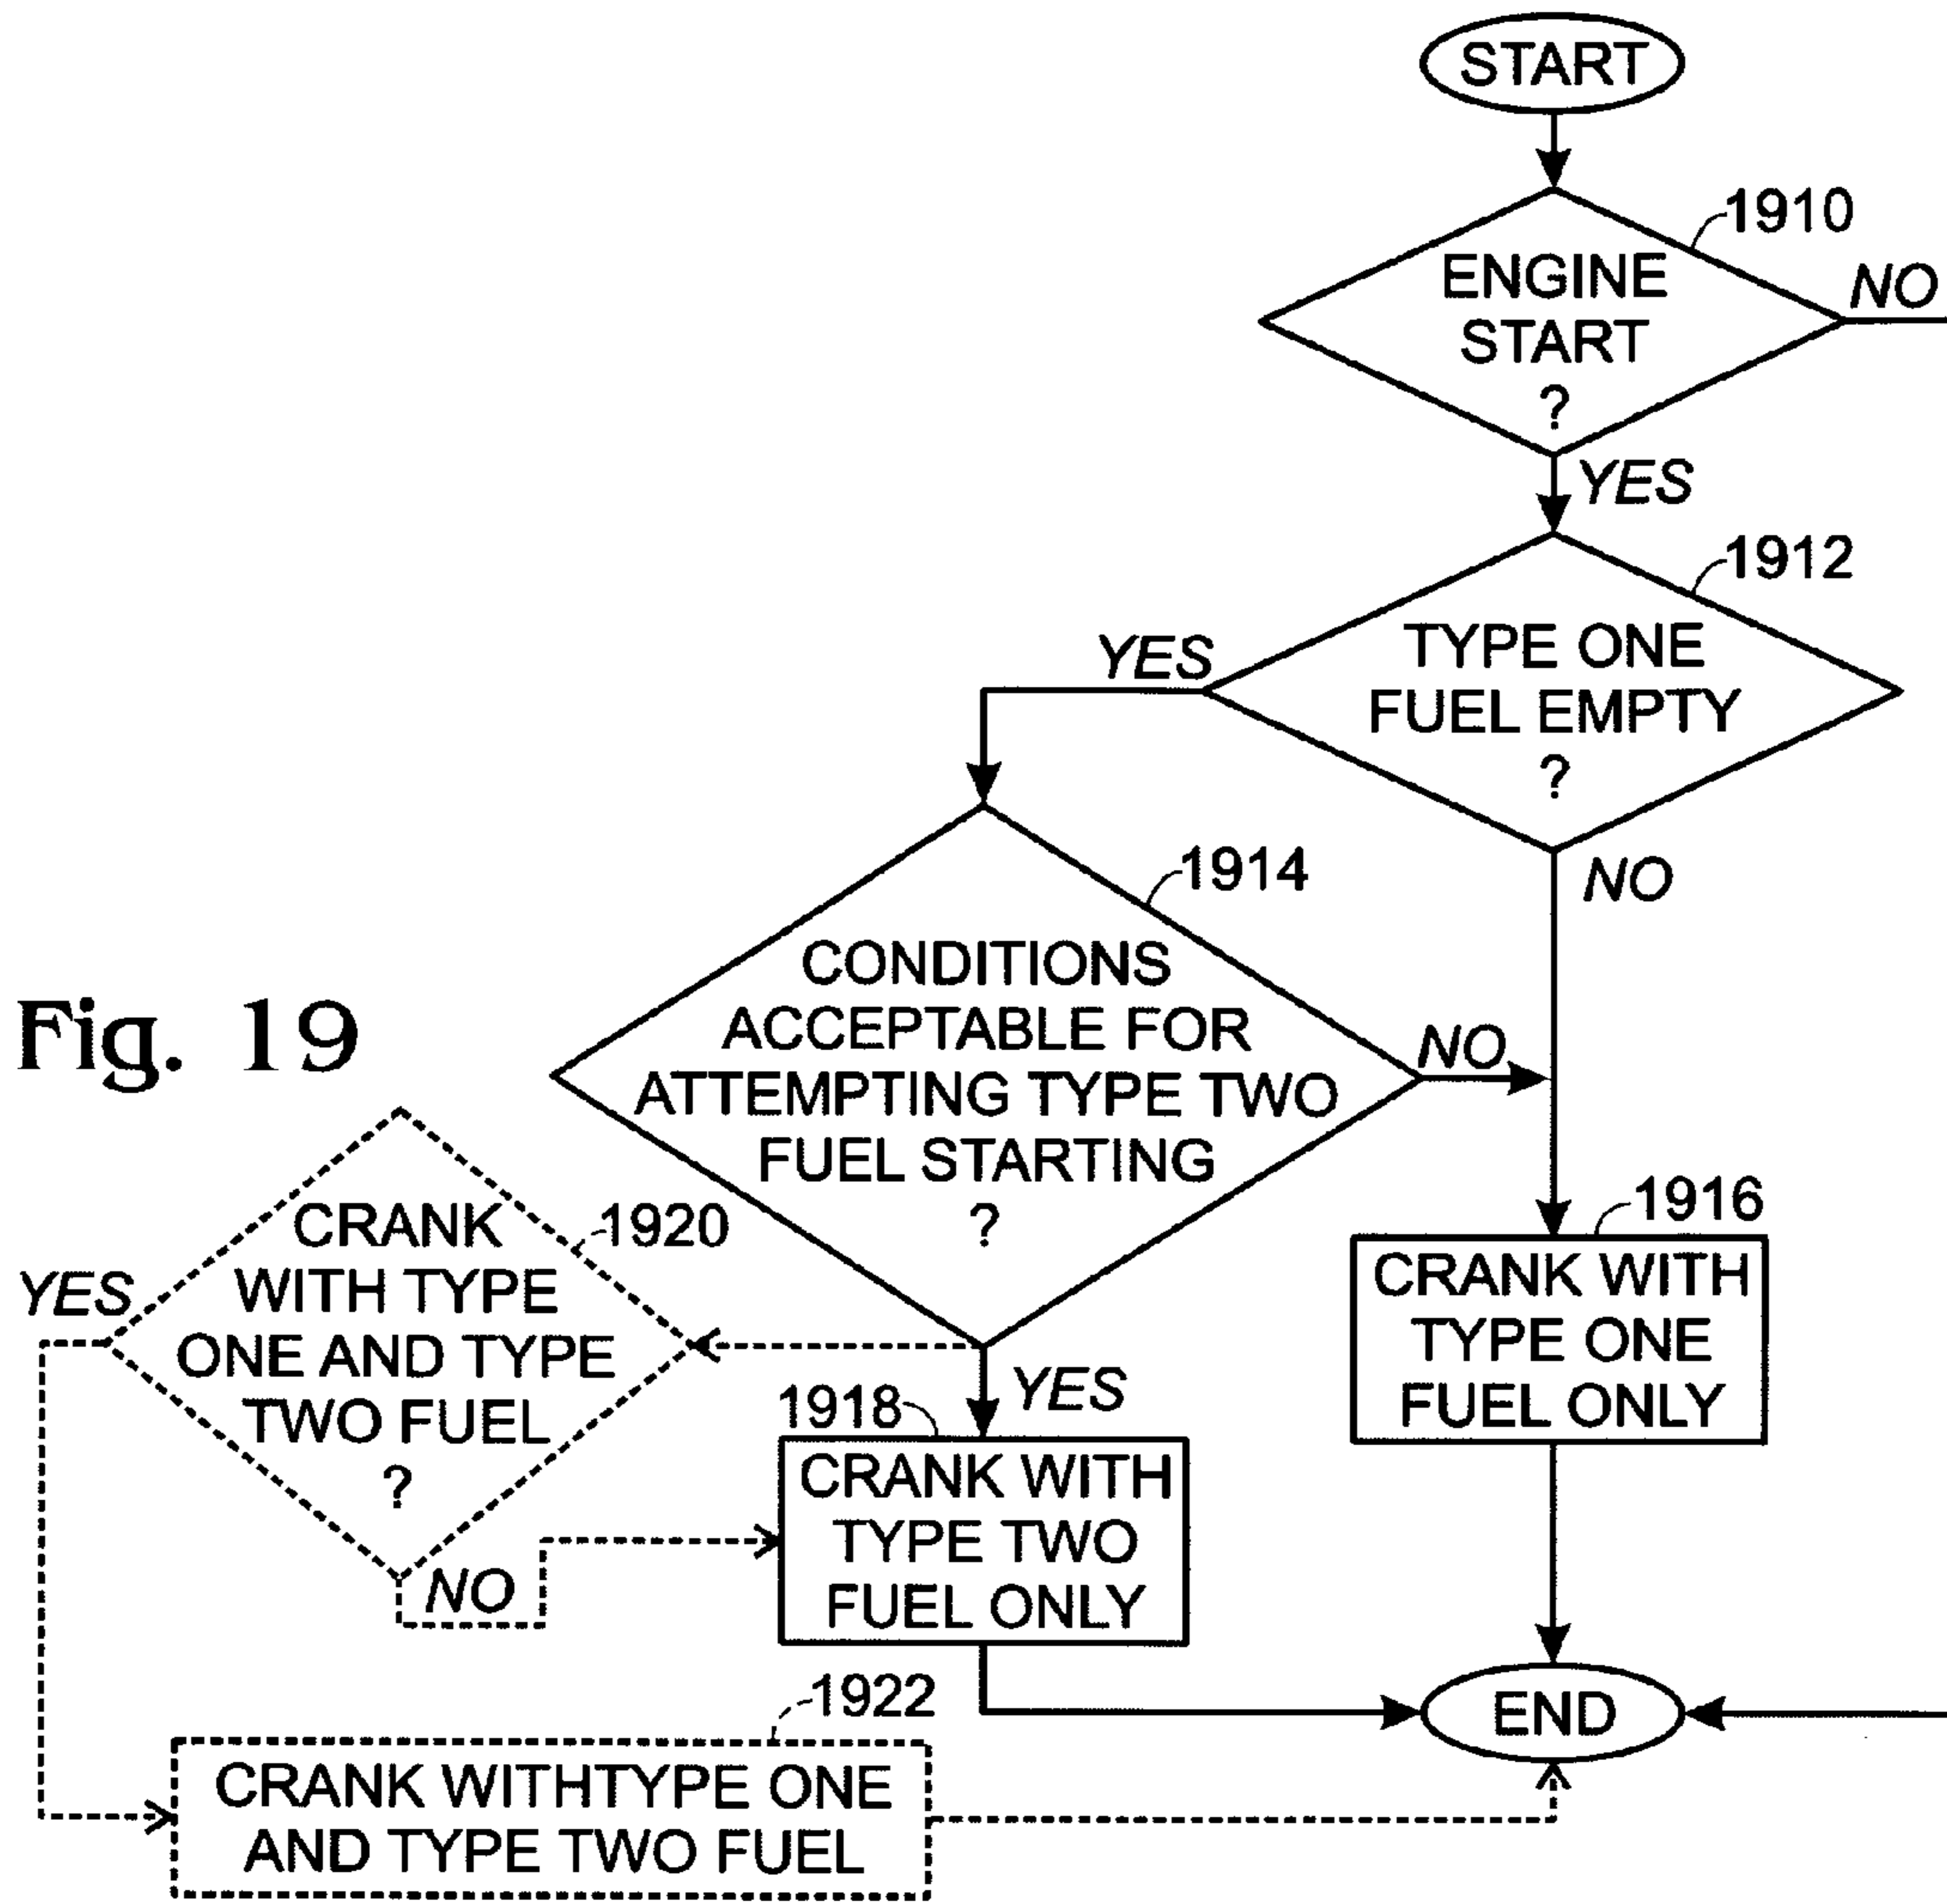 START
1910
ENGINE
START
?
NO
YES
1912
TYPE ONE
FUEL EMPTY
?
YES
NO
1914
CONDITIONS
ACCEPTABLE FOR
ATTEMPTING TYPE TWO
FUEL STARTING
?
NO
Fig. 19
1916
CRANK WITH
TYPE ONE
FUEL ONLY
1920
CRANK
WITH TYPE
ONE AND TYPE
TWO FUEL
?
YES
YES
1918
CRANK WITH
TYPE TWO
FUEL ONLY
NO
1922
CRANK WITHTYPE ONE
AND TYPE TWO FUEL
END